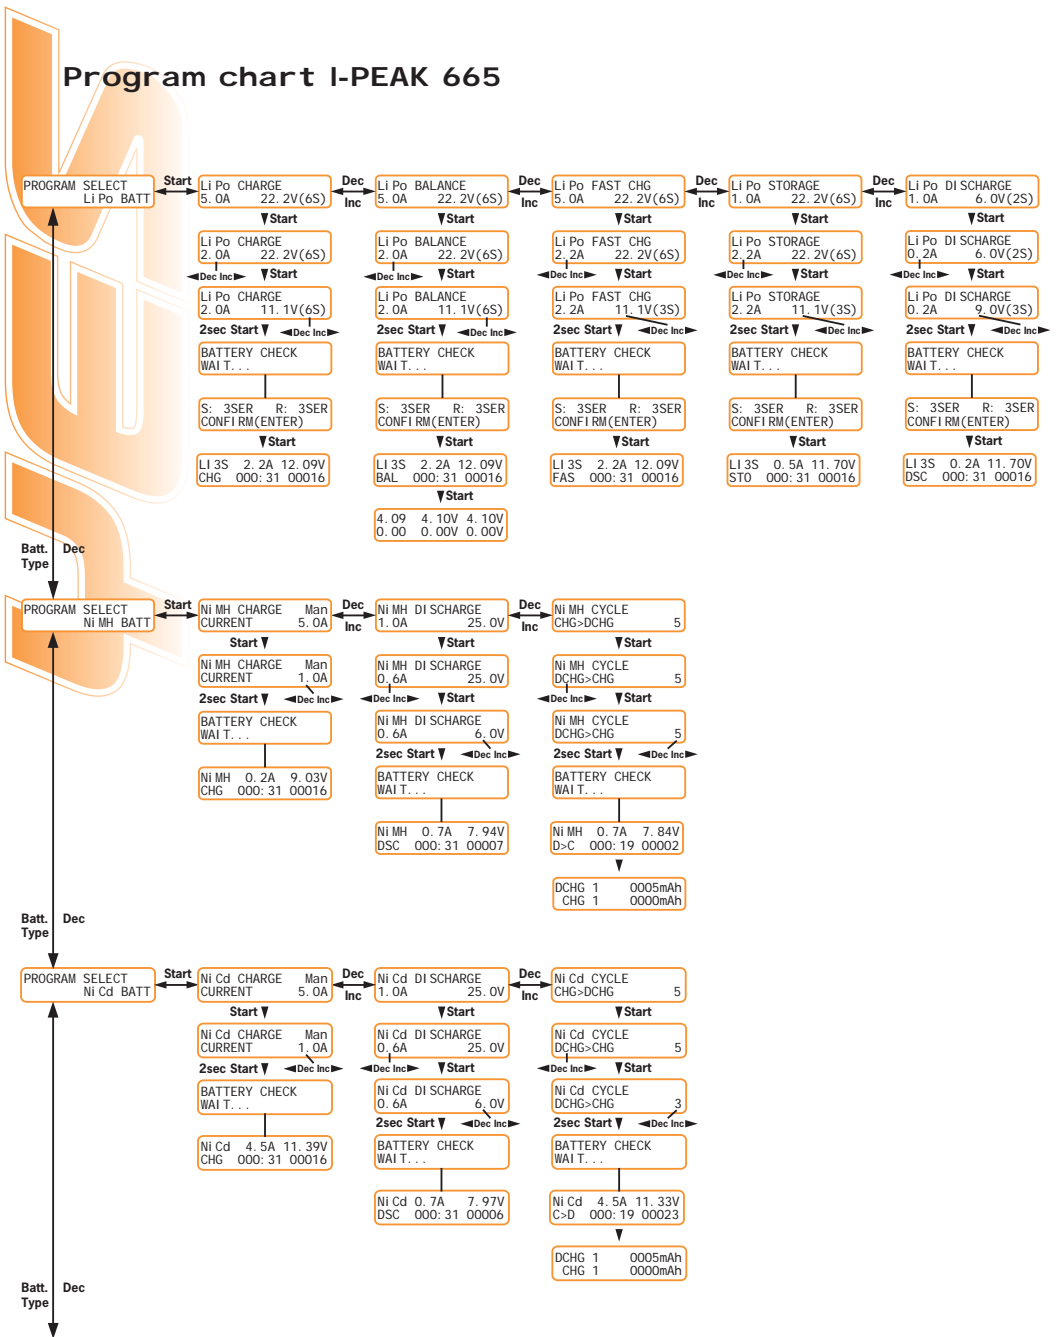 Program chart I-PEAK 665
PROGRAM SELECT
LiPo BATT
Start
LiPo CHARGE
5.0A 22.2V(6S)
Dec
Inc
LiPo BALANCE
5.0A 22.2V(6S)
Dec
Inc
LiPo FAST CHG
5.0A 22.2V(6S)
Dec
Inc
LiPo STORAGE
1.0A 22.2V(6S)
Dec
Inc
LiPo DISCHARGE
1.0A 6.0V(2S)
Start
Start
Start
Start
Start
LiPo CHARGE
2.0A 22.2V(6S)
LiPo BALANCE
2.0A 22.2V(6S)
LiPo FAST CHG
2.2A 22.2V(6S)
LiPo STORAGE
2.2A 22.2V(6S)
LiPo DISCHARGE
0.2A 6.0V(2S)
Dec Inc Start
Dec Inc Start
Dec Inc Start
Dec Inc Start
Dec Inc Start
LiPo CHARGE
2.0A 11.1V(6S)
LiPo BALANCE
2.0A 11.1V(6S)
LiPo FAST CHG
2.2A 11.1V(3S)
LiPo STORAGE
2.2A 11.1V(3S)
LiPo DISCHARGE
0.2A 9.0V(3S)
2sec Start Dec Inc
2sec Start Dec Inc
2sec Start Dec Inc
2sec Start Dec Inc
2sec Start Dec Inc
BATTERY CHECK
WAIT...
BATTERY CHECK
WAIT...
BATTERY CHECK
WAIT...
BATTERY CHECK
WAIT...
BATTERY CHECK
WAIT...
S: 3SER R: 3SER
CONFIRM(ENTER)
S: 3SER R: 3SER
CONFIRM(ENTER)
S: 3SER R: 3SER
CONFIRM(ENTER)
S: 3SER R: 3SER
CONFIRM(ENTER)
S: 3SER R: 3SER
CONFIRM(ENTER)
Start
Start
Start
Start
Start
LI3S 2.2A 12.09V
CHG 000:31 00016
LI3S 2.2A 12.09V
BAL 000:31 00016
LI3S 2.2A 12.09V
FAS 000:31 00016
LI3S 0.5A 11.70V
STO 000:31 00016
LI3S 0.2A 11.70V
DSC 000:31 00016
Start
4.09 4.10V 4.10V
0.00 0.00V 0.00V
Batt. Dec
Type
PROGRAM SELECT
NiMH BATT
Start
NiMH CHARGE Man
CURRENT 5.0A
Dec
Inc
NiMH DISCHARGE
1.0A 25.0V
Dec
Inc
NiMH CYCLE
CHG>DCHG 5
Start
Start
Start
NiMH CHARGE Man
CURRENT 1.0A
NiMH DISCHARGE
0.6A 25.0V
NiMH CYCLE
DCHG>CHG 5
2sec Start Dec Inc
Dec Inc Start
Dec Inc Start
BATTERY CHECK
WAIT...
NiMH DISCHARGE
0.6A 6.0V
NiMH CYCLE
DCHG>CHG 5
2sec Start Dec Inc
2sec Start Dec Inc
NiMH 0.2A 9.03V
CHG 000:31 00016
BATTERY CHECK
WAIT...
BATTERY CHECK
WAIT...
NiMH 0.7A 7.94V
DSC 000:31 00007
NiMH 0.7A 7.84V
D>C 000:19 00002
DCHG 1 0005mAh
CHG 1 0000mAh
Batt. Dec
Type
PROGRAM SELECT
NiCd BATT
Start
NiCd CHARGE Man
CURRENT 5.0A
Dec
Inc
NiCd DISCHARGE
1.0A 25.0V
Dec
Inc
NiCd CYCLE
CHG>DCHG 5
Start
Start
Start
NiCd CHARGE Man
CURRENT 1.0A
NiCd DISCHARGE
0.6A 25.0V
NiCd CYCLE
DCHG>CHG 5
2sec Start Dec Inc
Dec Inc Start
Dec Inc Start
BATTERY CHECK
WAIT...
NiCd DISCHARGE
0.6A 6.0V
NiCd CYCLE
DCHG>CHG 3
2sec Start Dec Inc
2sec Start Dec Inc
NiCd 4.5A 11.39V
CHG 000:31 00016
BATTERY CHECK
WAIT...
BATTERY CHECK
WAIT...
NiCd 0.7A 7.97V
DSC 000:31 00006
NiCd 4.5A 11.33V
C>D 000:19 00023
DCHG 1 0005mAh
CHG 1 0000mAh
Batt. Dec
Type